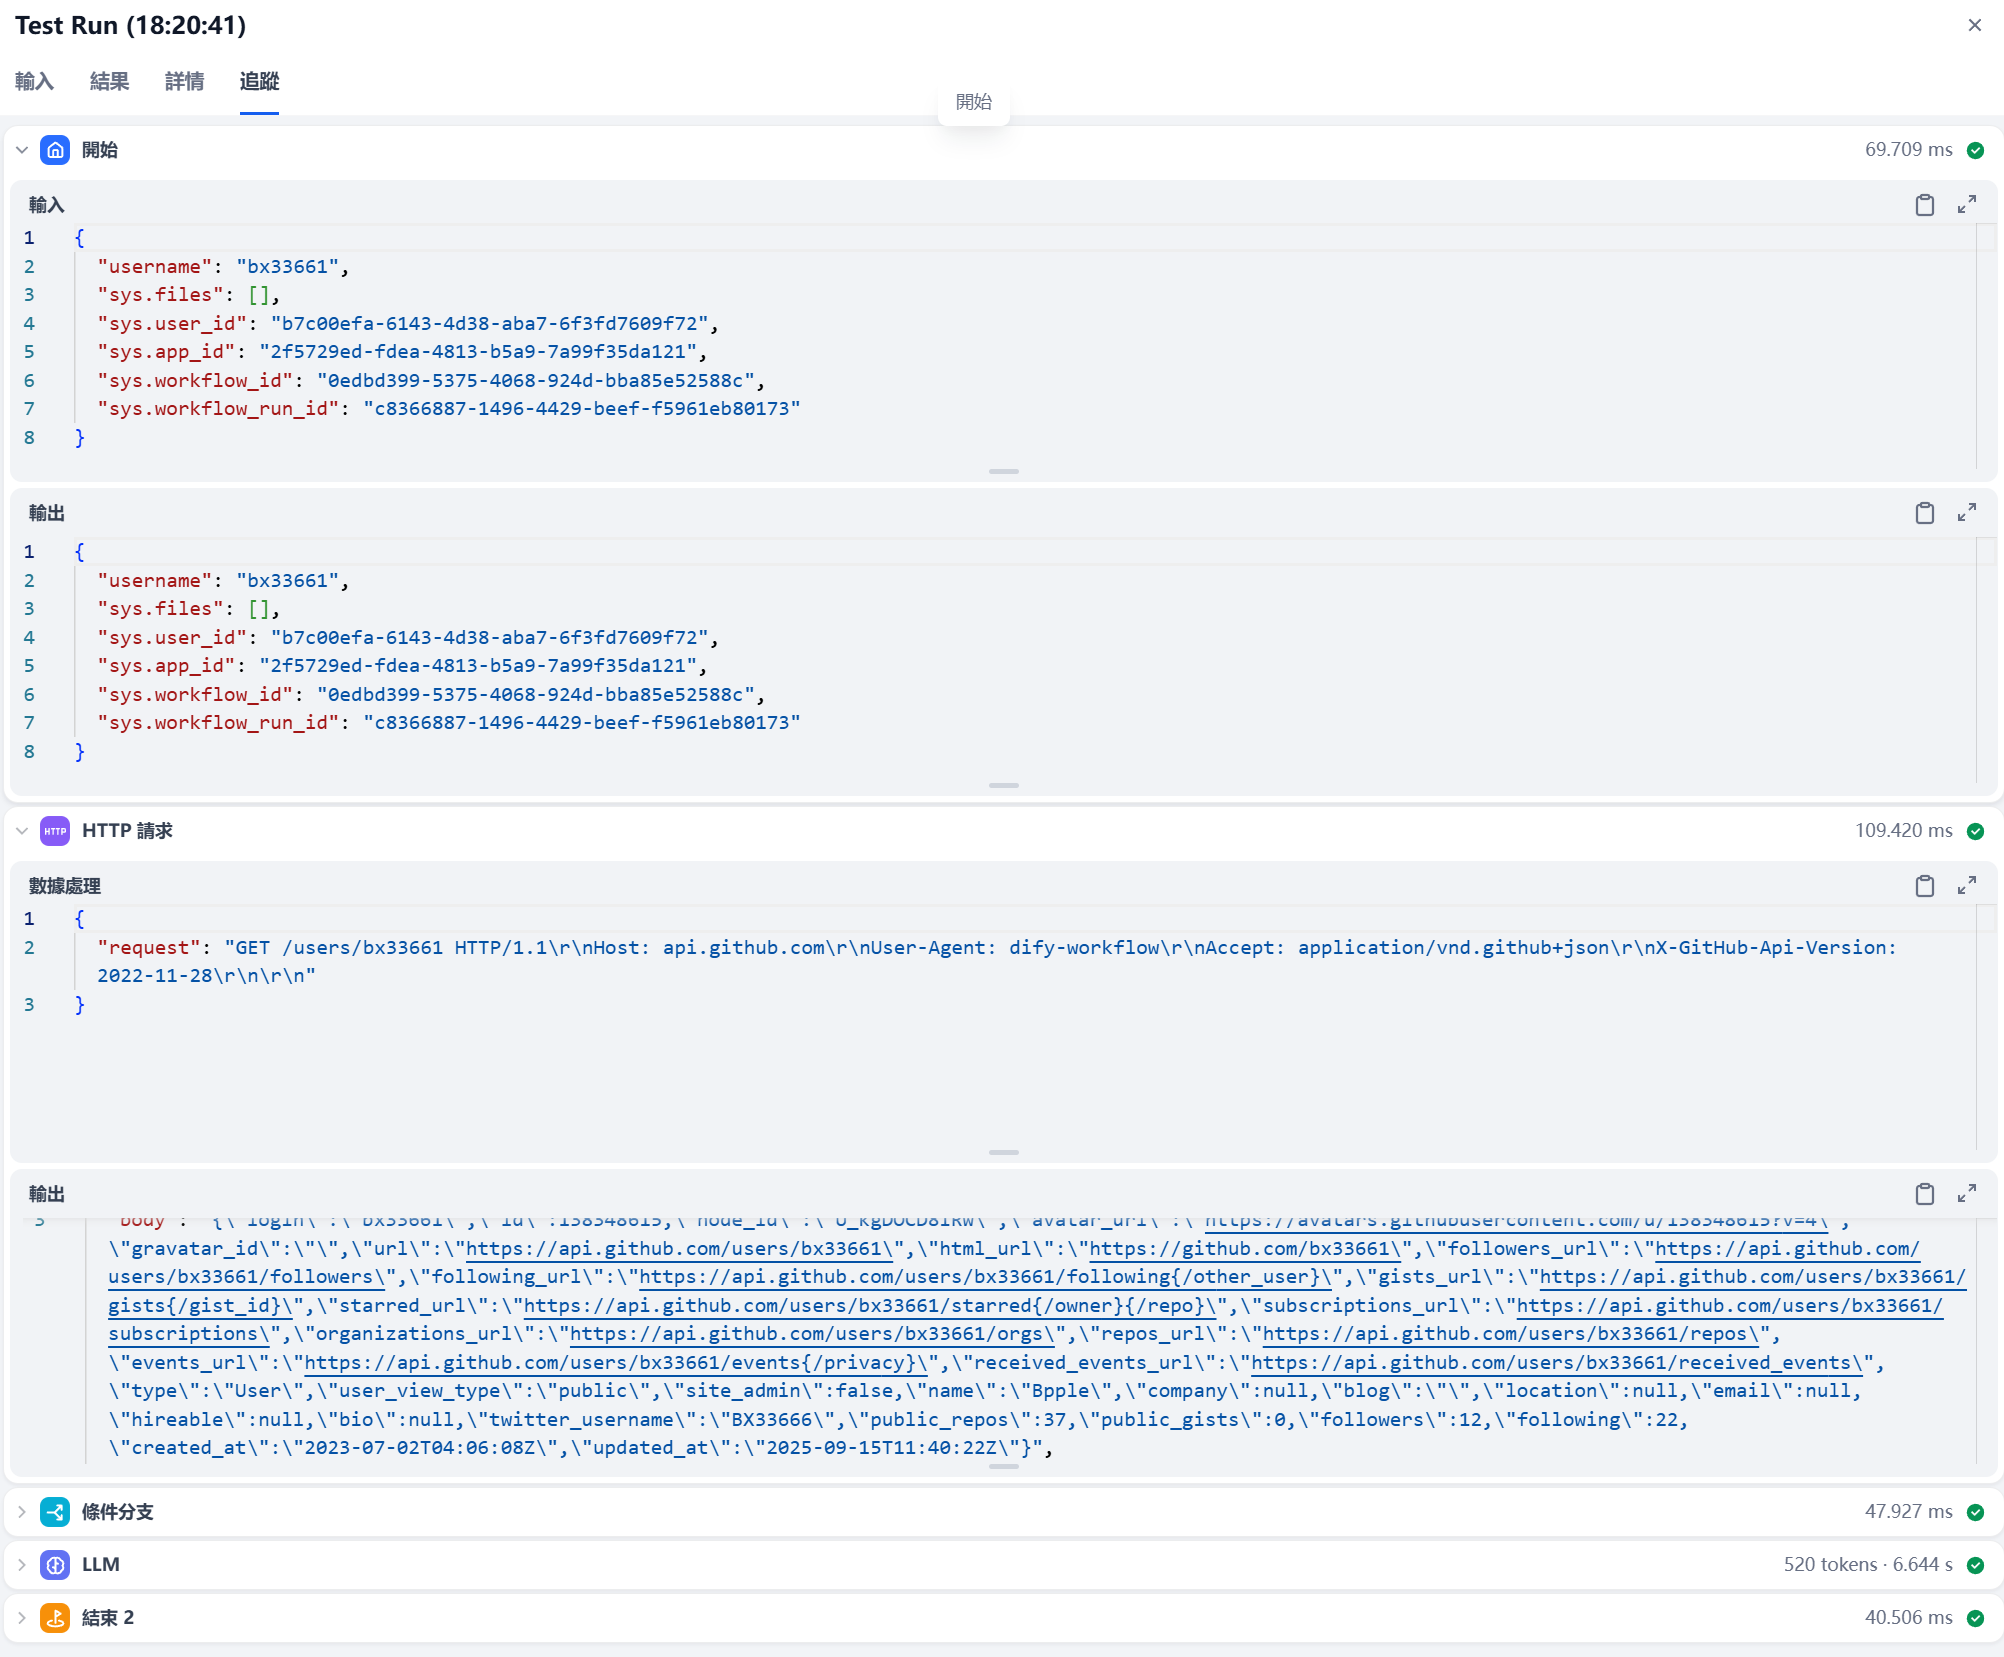 Test Run (18:20:41)
輸入 結果 詳情 追蹤
開始
開始 69.709 ms
輸入
1 {
2 "username": "bx33661",
3 "sys.files": [],
4 "sys.user_id": "b7c00efa-6143-4d38-aba7-6f3fd7609f72",
5 "sys.app_id": "2f5729ed-fdea-4813-b5a9-7a99f35da121",
6 "sys.workflow_id": "0edbd399-5375-4068-924d-bba85e52588c",
7 "sys.workflow_run_id": "c8366887-1496-4429-beef-f5961eb80173"
8 }
輸出
1 {
2 "username": "bx33661",
3 "sys.files": [],
4 "sys.user_id": "b7c00efa-6143-4d38-aba7-6f3fd7609f72",
5 "sys.app_id": "2f5729ed-fdea-4813-b5a9-7a99f35da121",
6 "sys.workflow_id": "0edbd399-5375-4068-924d-bba85e52588c",
7 "sys.workflow_run_id": "c8366887-1496-4429-beef-f5961eb80173"
8 }
HTTP HTTP 請求 109.420 ms
數據處理
1 {
2 "request": "GET /users/bx33661 HTTP/1.1\r\nHost: api.github.com\r\nUser-Agent: dify-workflow\r\nAccept: application/vnd.github+json\r\nX-GitHub-Api-Version:
2022-11-28\r\n\r\n"
3 }
輸出
3 "body": "{\"login\":\"bx33661\",\"id\":138348615,\"node_id\":\"\",\"avatar_url\":\"https://avatars.githubusercontent.com/u/138348615?v=4\",
\"gravatar_id\":\"\",\"url\":\"https://api.github.com/users/bx33661\",\"html_url\":\"https://github.com/bx33661\",\"followers_url\":\"https://api.github.com/
users/bx33661/followers\",\"following_url\":\"https://api.github.com/users/bx33661/following{/other_user}\",\"gists_url\":\"https://api.github.com/users/bx33661/
gists{/gist_id}\",\"starred_url\":\"https://api.github.com/users/bx33661/starred{/owner}{/repo}\",\"subscriptions_url\":\"https://api.github.com/users/bx33661/
subscriptions\",\"organizations_url\":\"https://api.github.com/users/bx33661/orgs\",\"repos_url\":\"https://api.github.com/users/bx33661/repos\",
\"events_url\":\"https://api.github.com/users/bx33661/events{/privacy}\",\"received_events_url\":\"https://api.github.com/users/bx33661/received_events\",
\"type\":\"User\",\"user_view_type\":\"public\",\"site_admin\":false,\"name\":\"Bpple\",\"company\":null,\"blog\":\"\",\"location\":null,\"email\":null,
\"hireable\":null,\"bio\":null,\"twitter_username\":\"BX33666\",\"public_repos\":37,\"public_gists\":0,\"followers\":12,\"following\":22,
\"created_at\":\"2023-07-02T04:06:08Z\",\"updated_at\":\"2025-09-15T11:40:22Z\"}",
條件分支 47.927 ms
LLM 520 tokens · 6.644 s
結束 2 40.506 ms